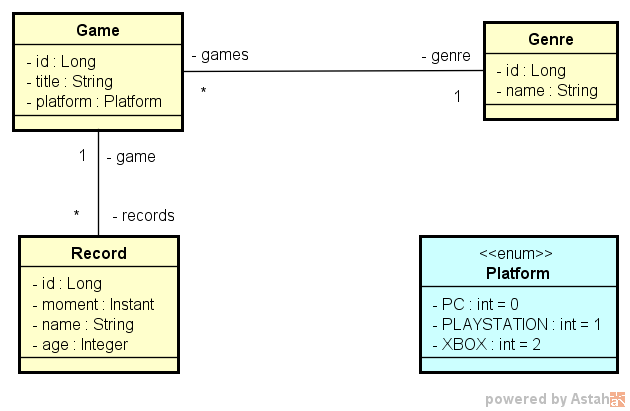 Game
- id : Long
- title : String
- platform : Platform
- games
*
- genre
1
Genre
- id : Long
- name : String
1
- game
*
- records
Record
- id : Long
- moment : Instant
- name : String
- age : Integer
<<enum>>
Platform
- PC : int = 0
- PLAYSTATION : int = 1
- XBOX : int = 2
powered by Astah